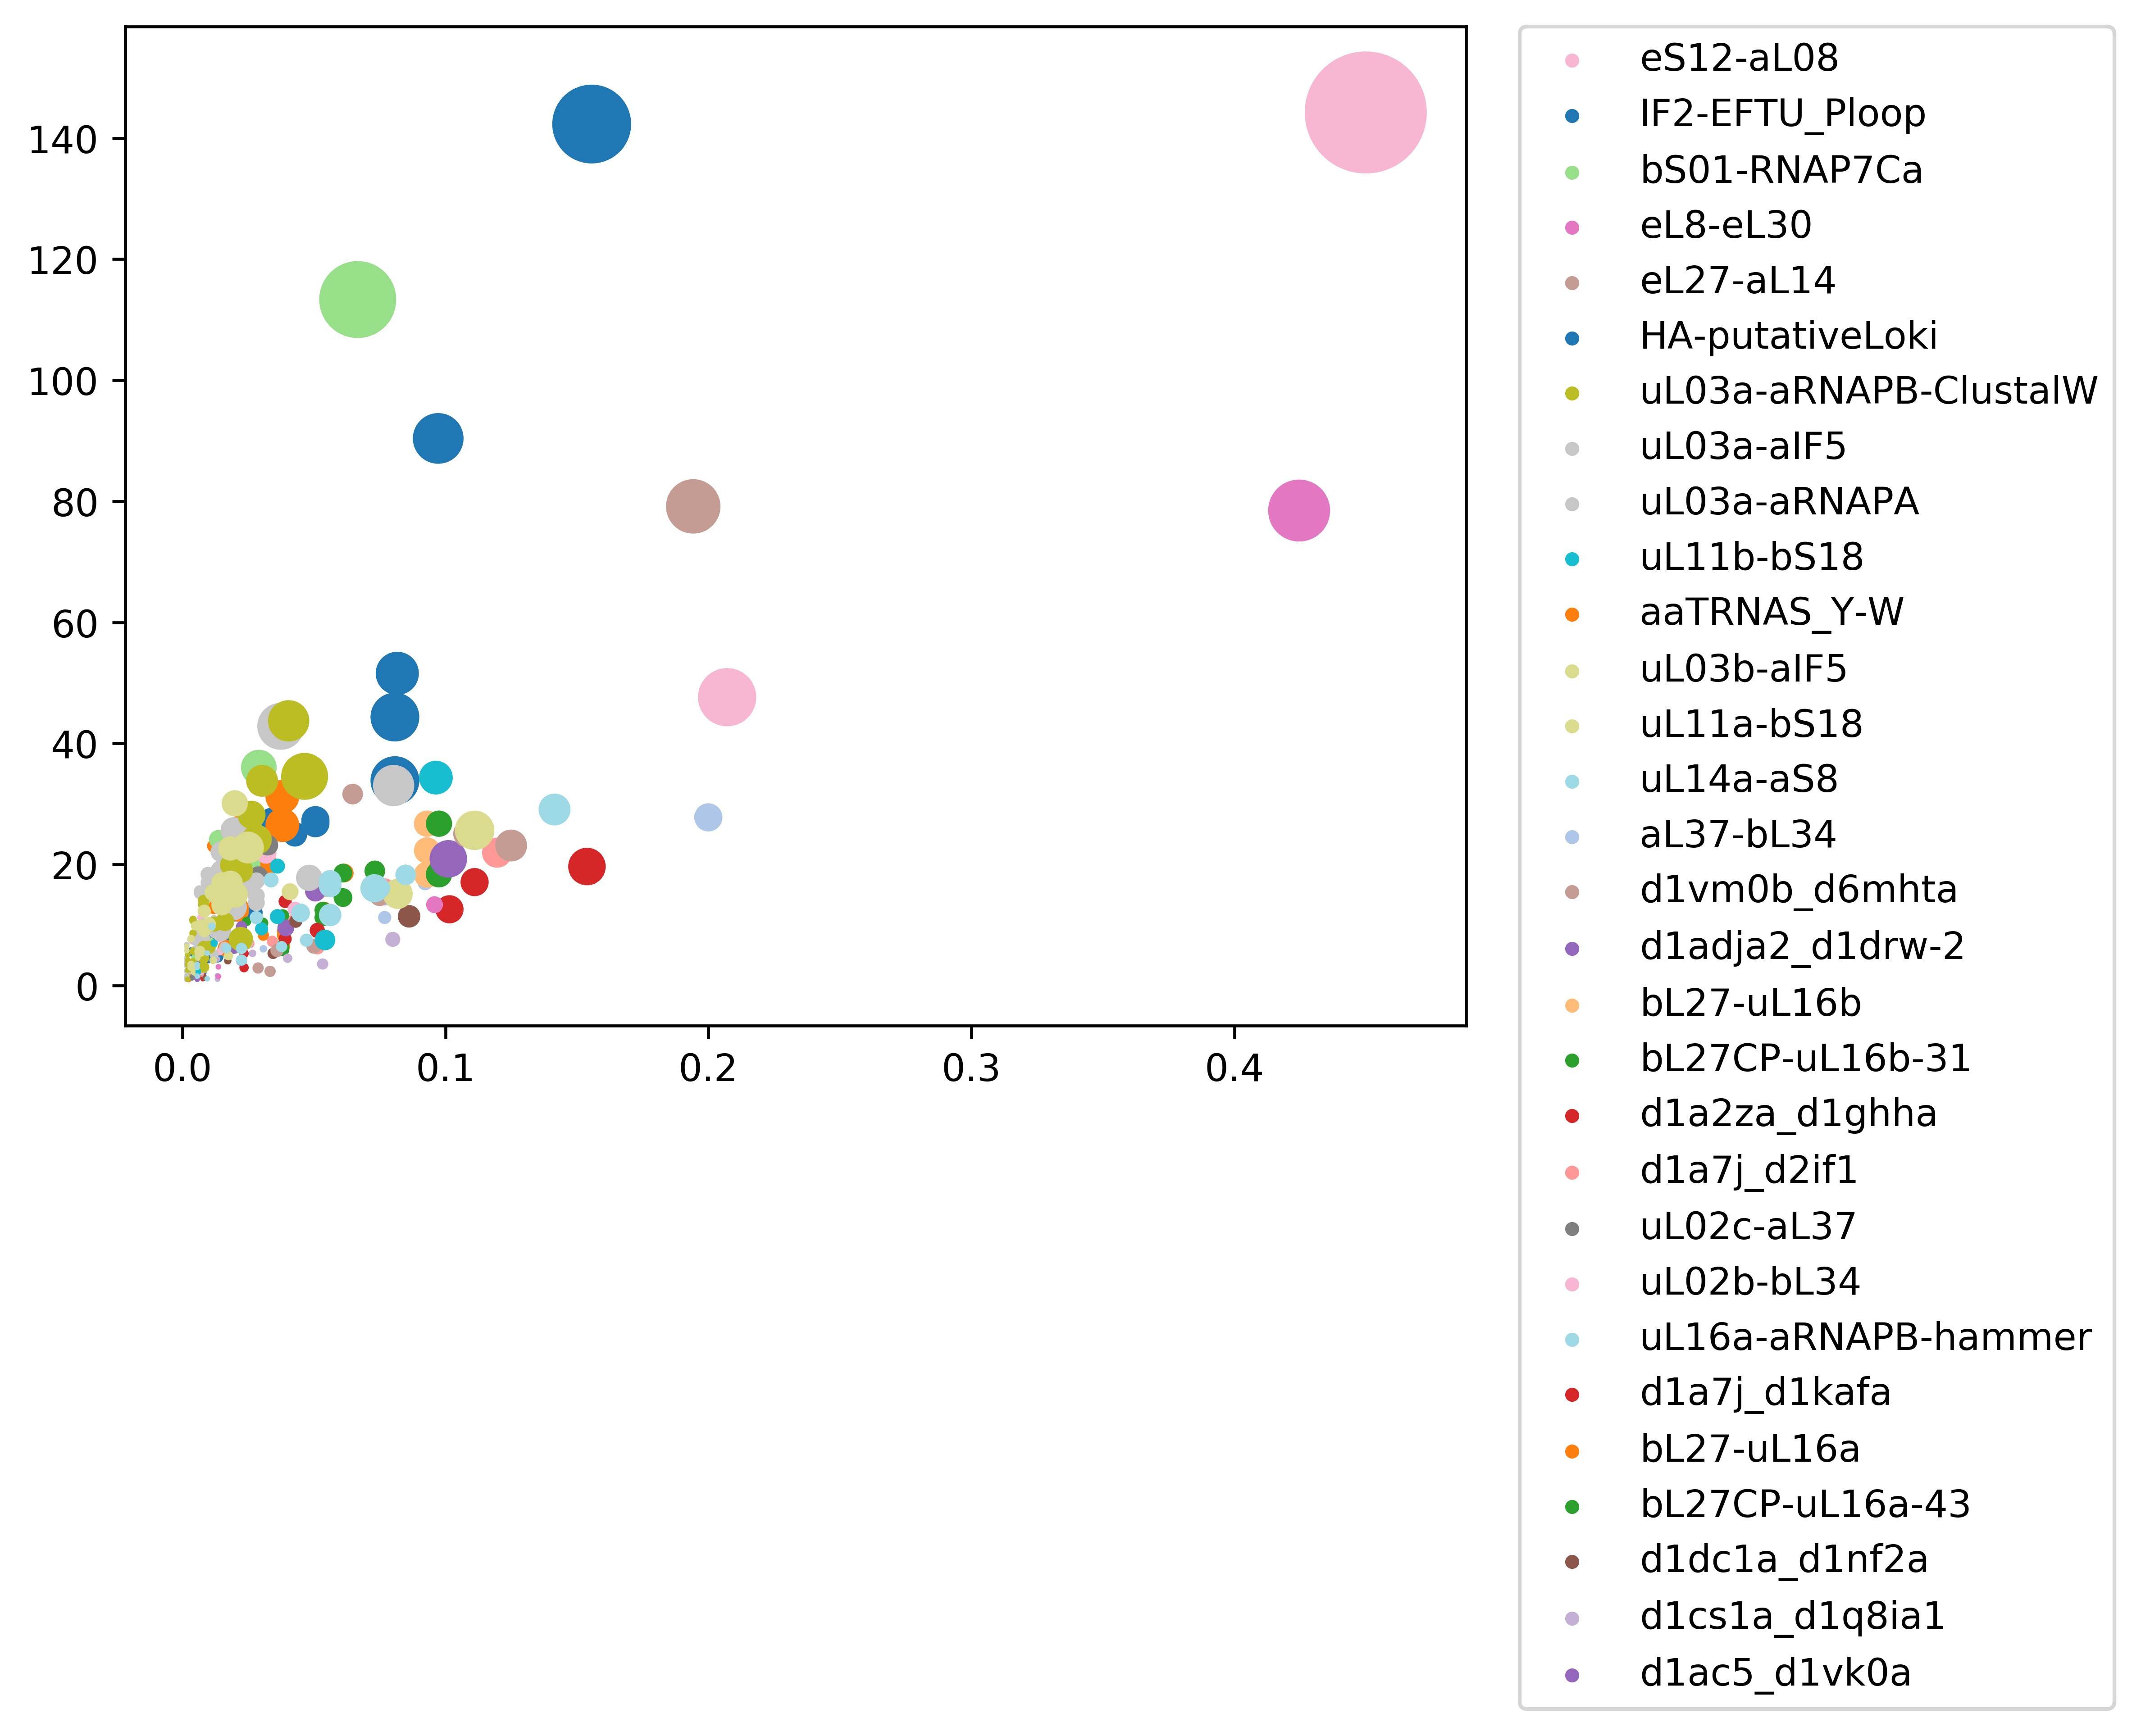 140
120
100
80
60
40
20
0
0.0 0.1 0.2 0.3 0.4
eS12-aL08
IF2-EFTU_Ploop
bS01-RNAP7Ca
eL8-eL30
eL27-aL14
HA-putativeLoki
uL03a-aRNAPB-ClustalW
uL03a-aIF5
uL03a-aRNAPA
uL11b-bS18
aaTRNAS_Y-W
uL03b-aIF5
uL11a-bS18
uL14a-aS8
aL37-bL34
d1vm0b_d6mhta
d1adja2_d1drw-2
bL27-uL16b
bL27CP-uL16b-31
d1a2za_d1ghha
d1a7j_d2if1
uL02c-aL37
uL02b-bL34
uL16a-aRNAPB-hammer
d1a7j_d1kafa
bL27-uL16a
bL27CP-uL16a-43
d1dc1a_d1nf2a
d1cs1a_d1q8ia1
d1ac5_d1vk0a